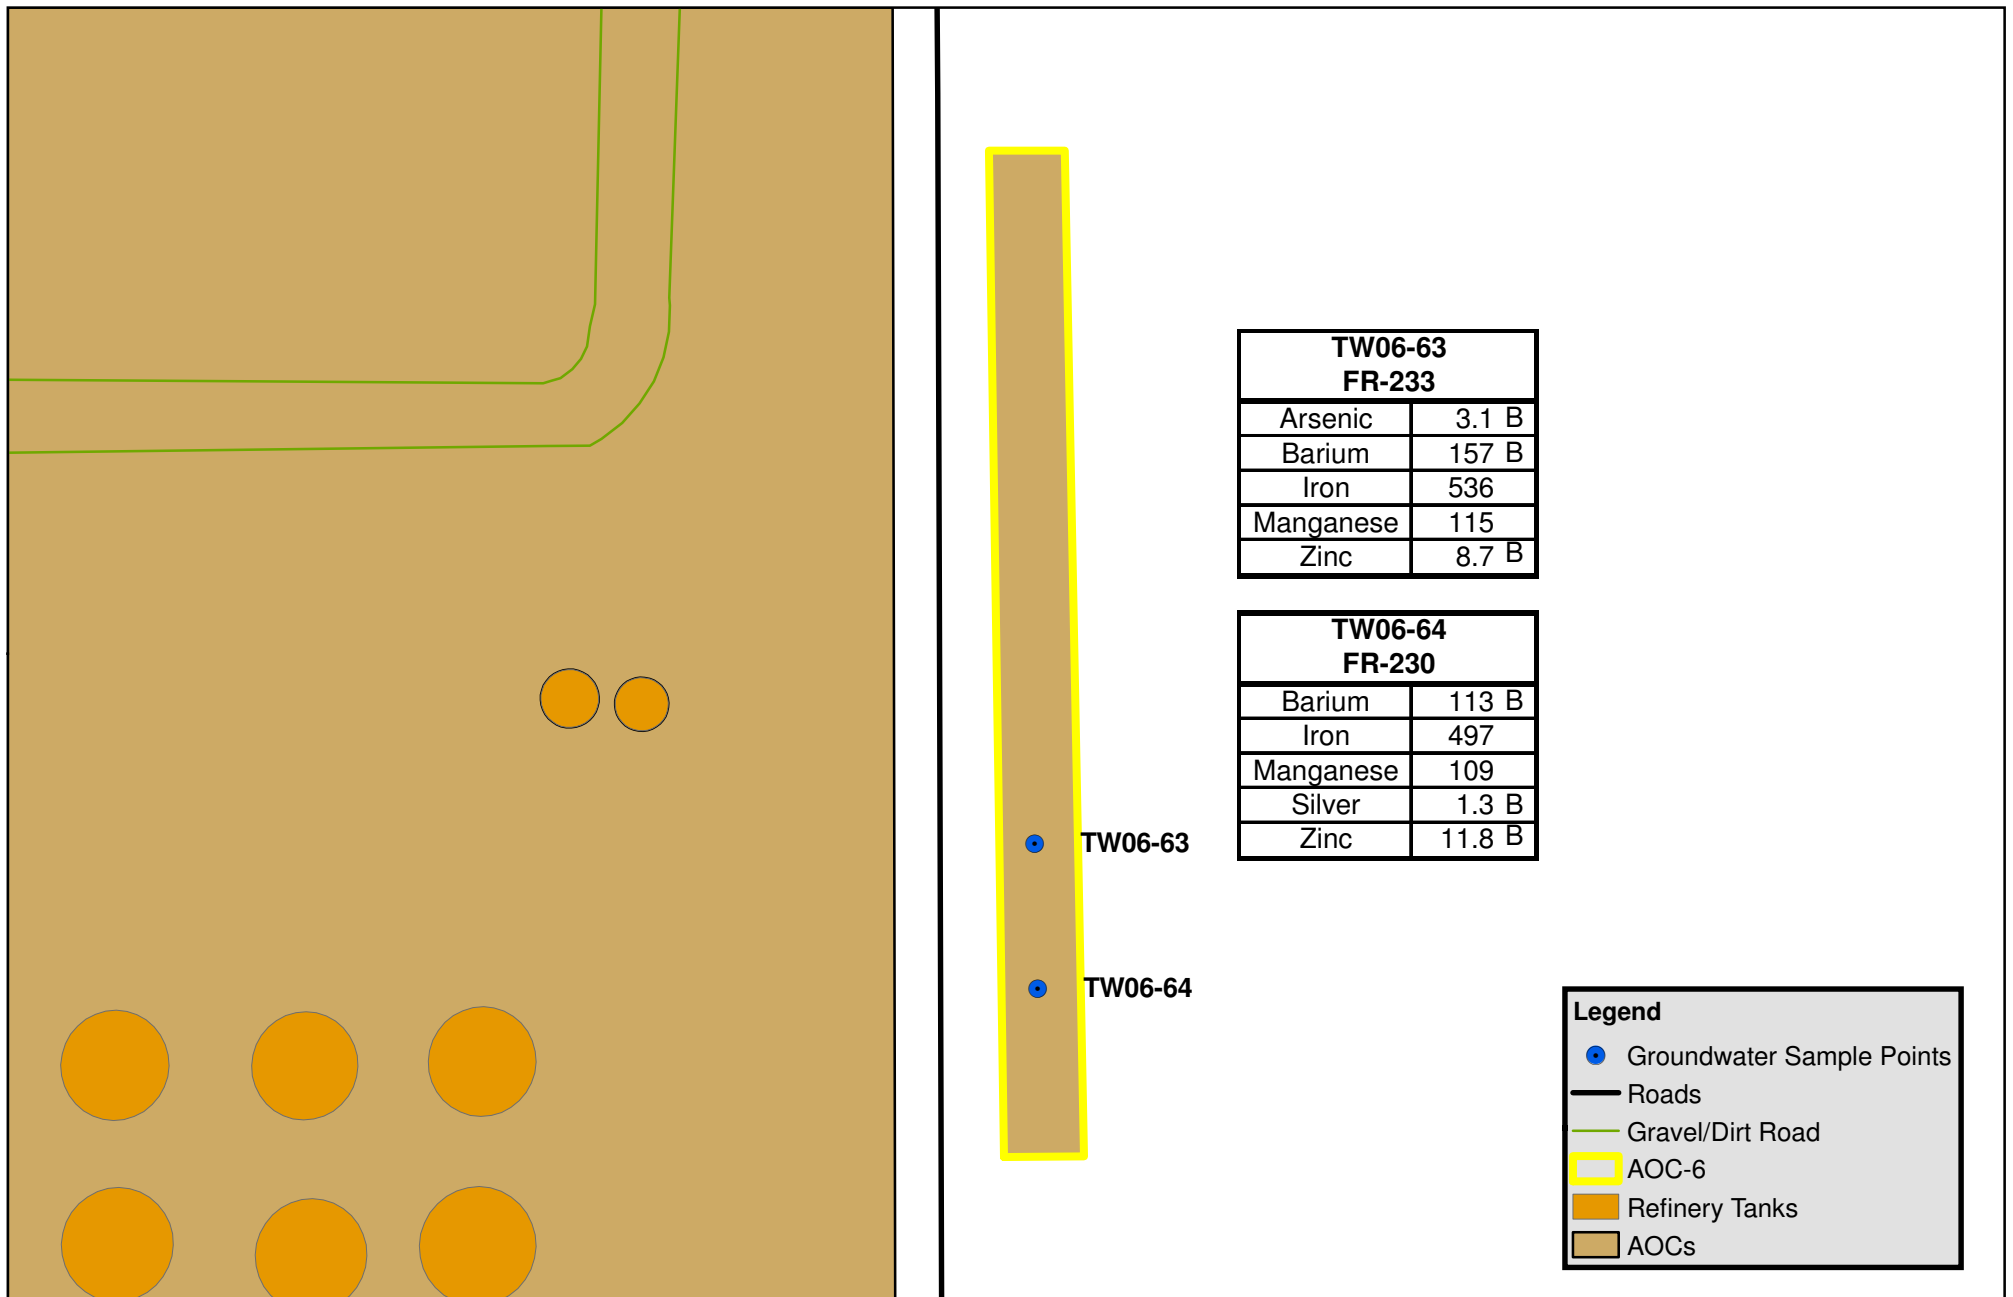 TW06-63
FR-233
Arsenic 3.1 B
Barium 157 B
Iron 536
Manganese 115
Zinc 8.7 B
TW06-64
FR-230
Barium 113 B
Iron 497
Manganese 109
Silver 1.3 B
Zinc 11.8 B
TW06-63
TW06-64
Legend
Groundwater Sample Points
Roads
Gravel/Dirt Road
AOC-6
Refinery Tanks
AOCs